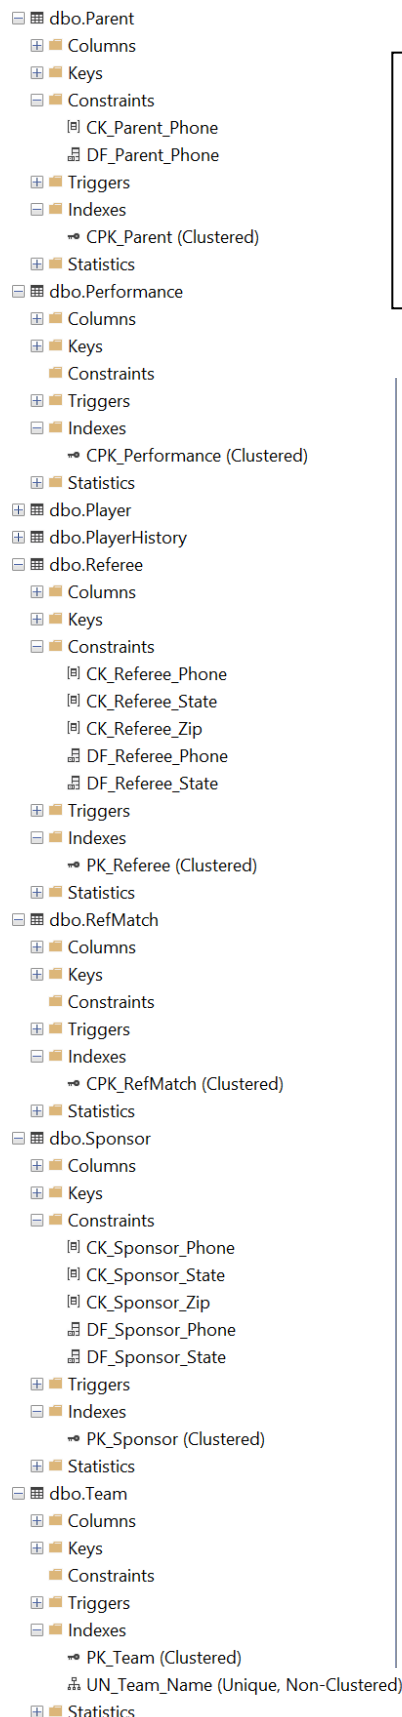 dbo.Parent
Columns
Keys
Constraints
CK_Parent_Phone
DF_Parent_Phone
Triggers
Indexes
CPK_Parent (Clustered)
Statistics
dbo.Performance
Columns
Keys
Constraints
Triggers
Indexes
CPK_Performance (Clustered)
Statistics
dbo.Player
dbo.PlayerHistory
dbo.Referee
Columns
Keys
Constraints
CK_Referee_Phone
CK_Referee_State
CK_Referee_Zip
DF_Referee_Phone
DF_Referee_State
Triggers
Indexes
PK_Referee (Clustered)
Statistics
dbo.RefMatch
Columns
Keys
Constraints
Triggers
Indexes
CPK_RefMatch (Clustered)
Statistics
dbo.Sponsor
Columns
Keys
Constraints
CK_Sponsor_Phone
CK_Sponsor_State
CK_Sponsor_Zip
DF_Sponsor_Phone
DF_Sponsor_State
Triggers
Indexes
PK_Sponsor (Clustered)
Statistics
dbo.Team
Columns
Keys
Constraints
Triggers
Indexes
PK_Team (Clustered)
UN_Team_Name (Unique, Non-Clustered)
Statistics